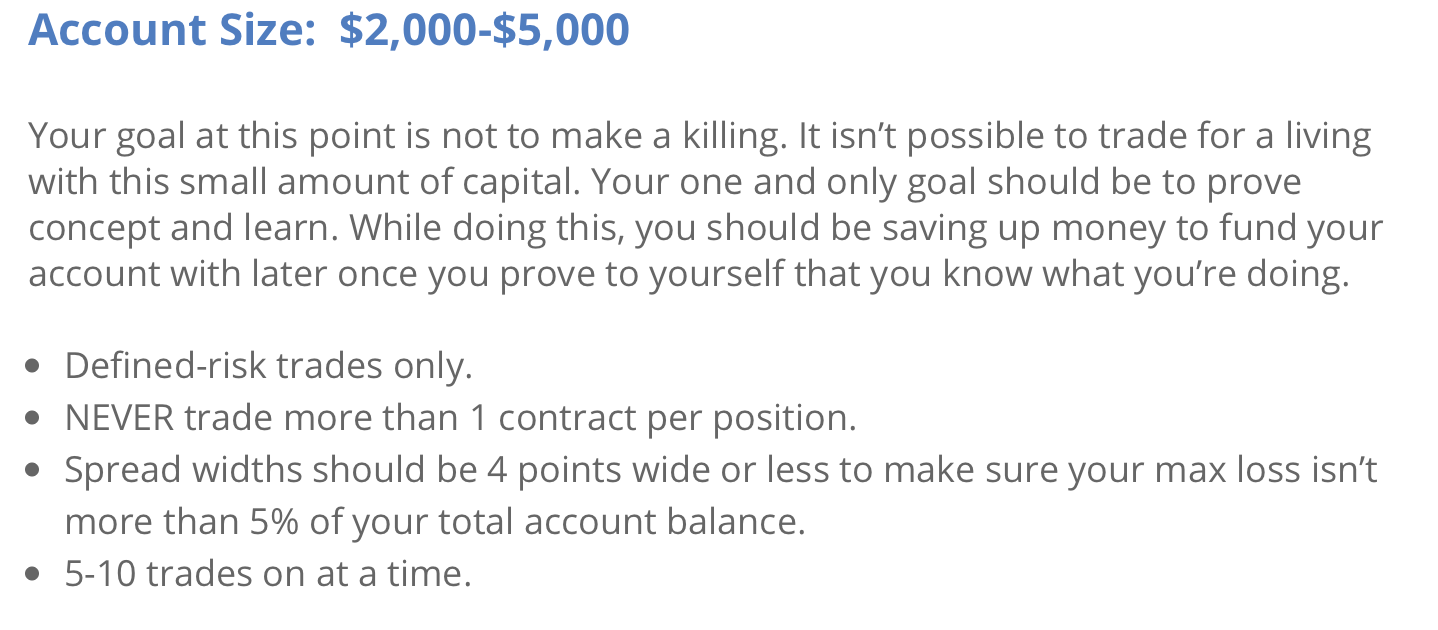 Account Size:  $2,000-$5,000
Your goal at this point is not to make a killing. It isn’t possible to trade for a living
with this small amount of capital. Your one and only goal should be to prove
concept and learn. While doing this, you should be saving up money to fund your
account with later once you prove to yourself that you know what you’re doing.
• Defined-risk trades only.
• NEVER trade more than 1 contract per position.
• Spread widths should be 4 points wide or less to make sure your max loss isn’t
more than 5% of your total account balance.
• 5-10 trades on at a time.